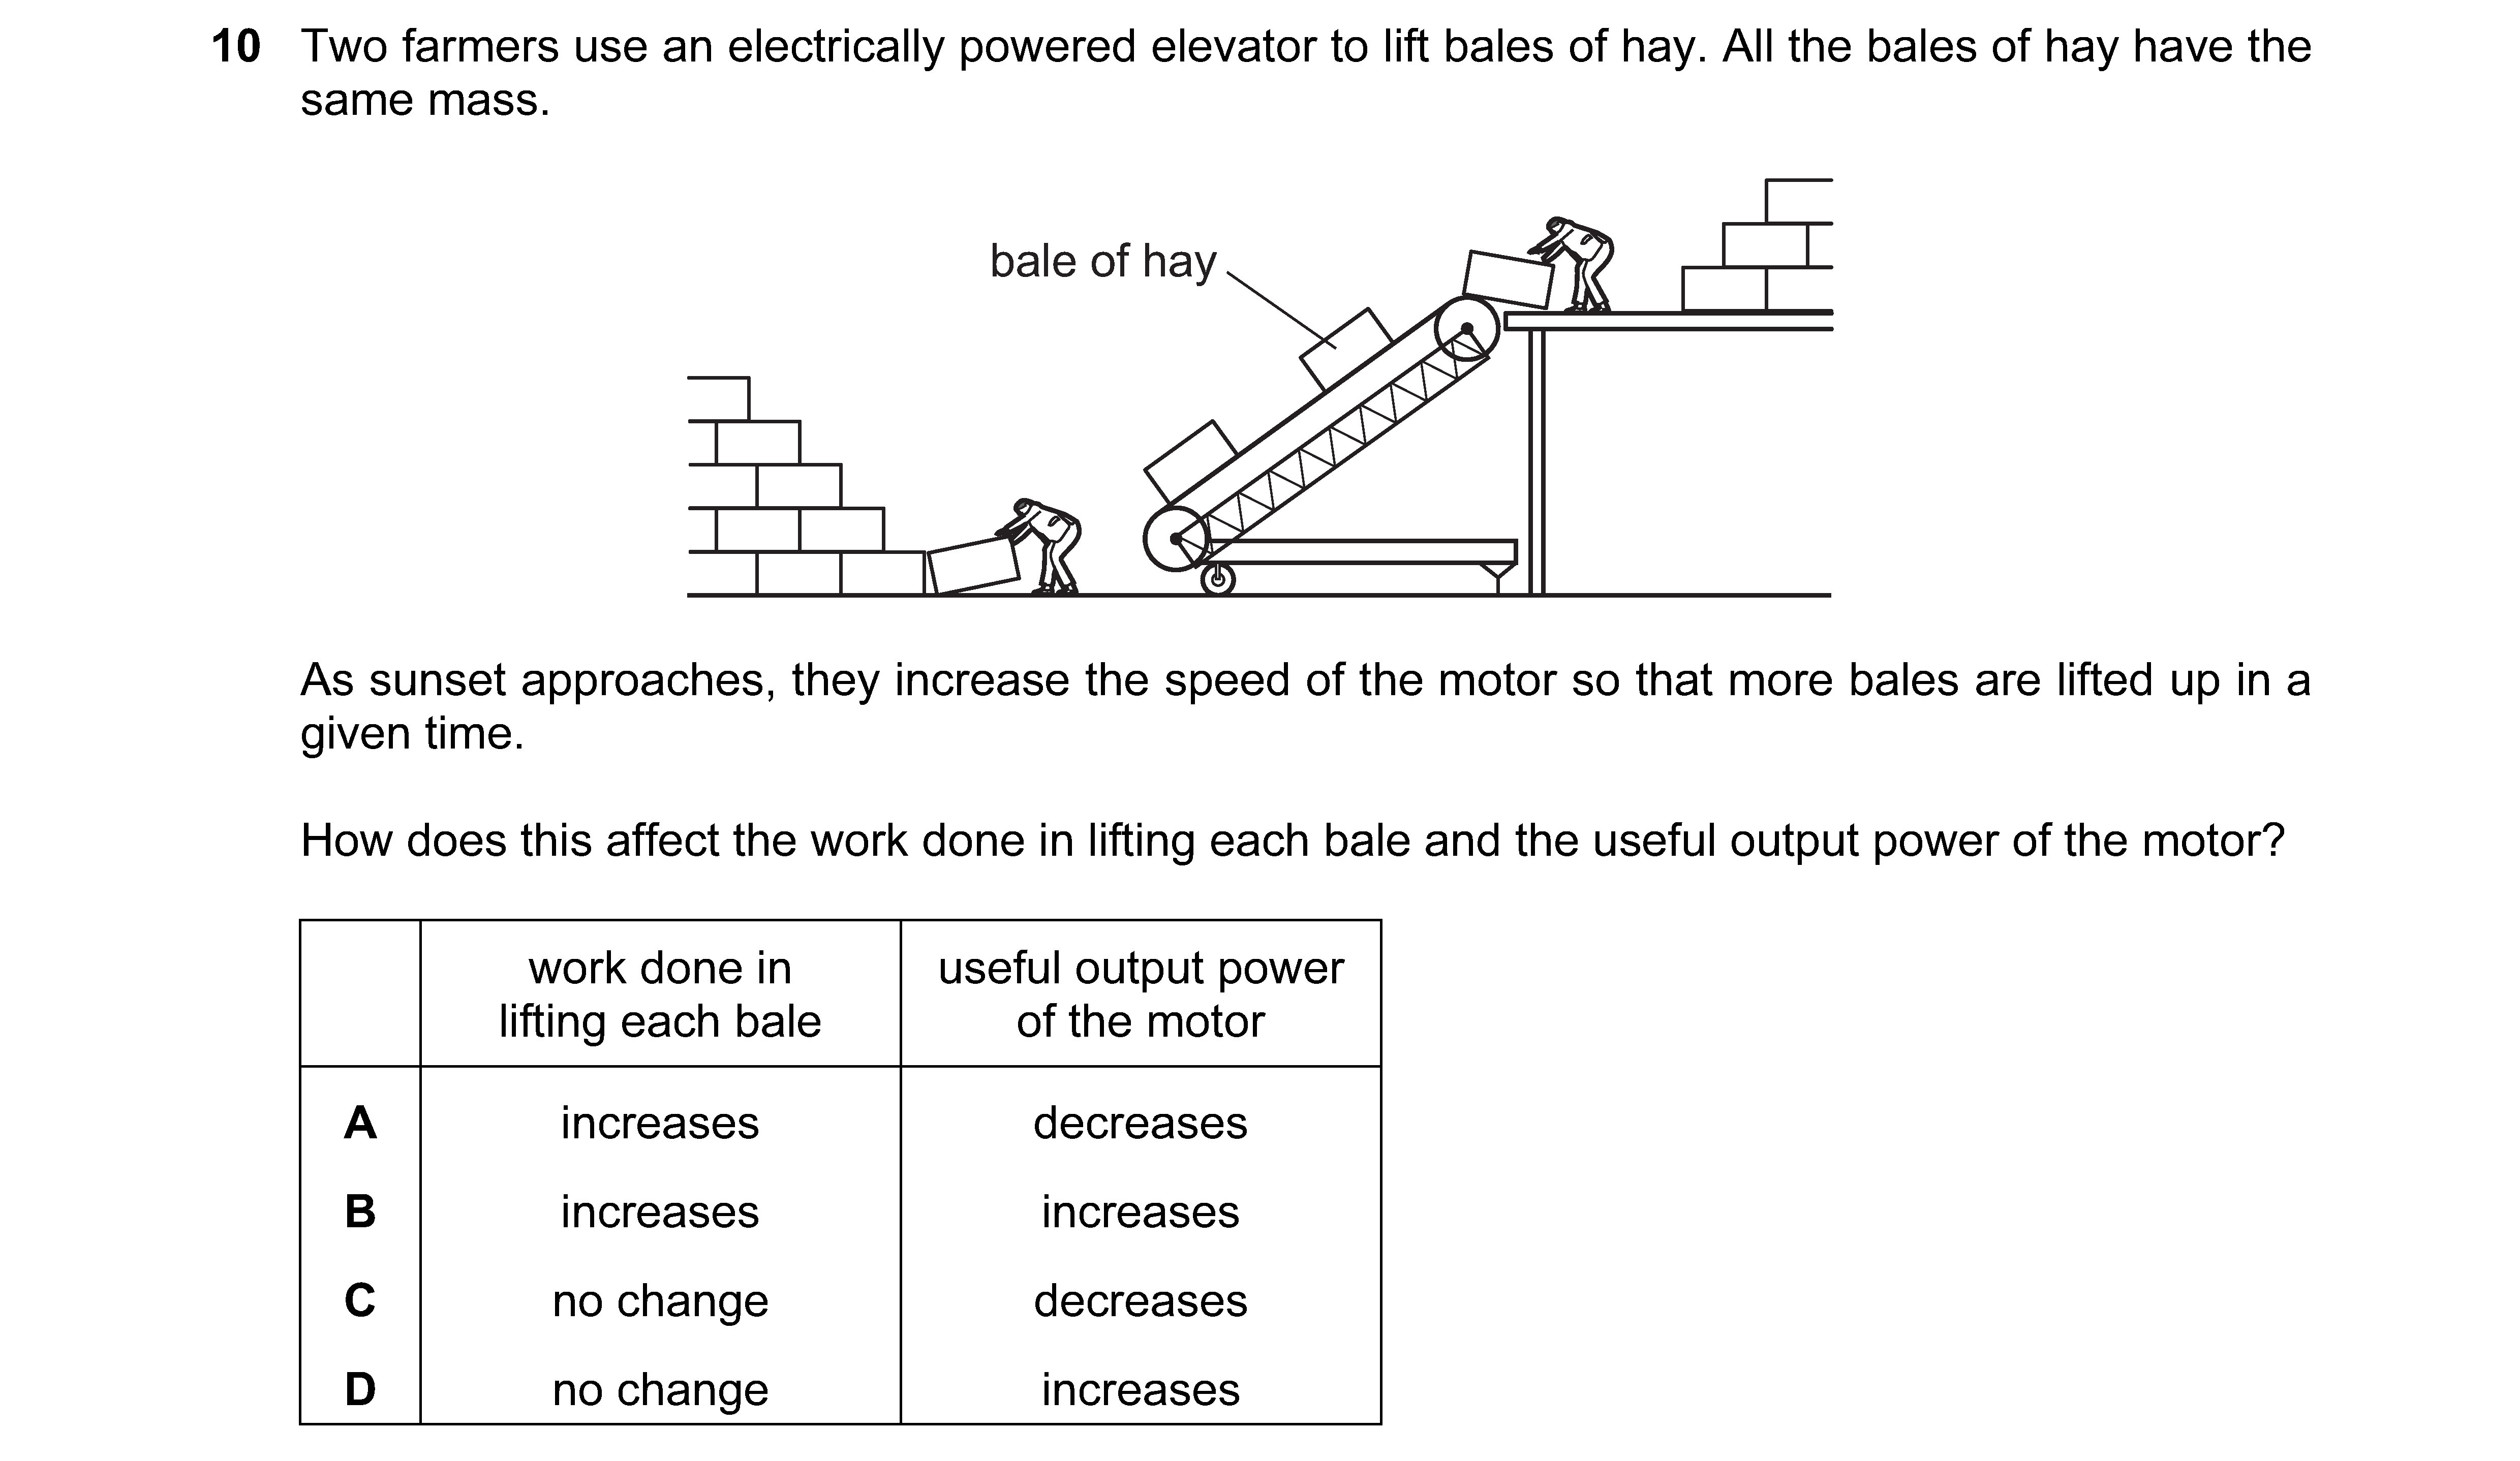 10 Two farmers use an electrically powered elevator to lift bales of hay. All the bales of hay have the
same mass.
bale of hay
As sunset approaches, they increase the speed of the motor so that more bales are lifted up in a
given time.
How does this affect the work done in lifting each bale and the useful output power of the motor?
work done in
lifting each bale
useful output power
of the motor
A increases decreases
B increases increases
C no change decreases
D no change increases